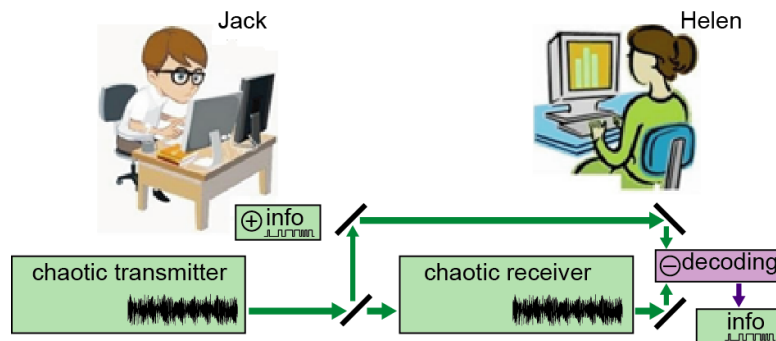 Jack
Helen
⊕ info
chaotic transmitter
chaotic receiver
⊖ decoding
info